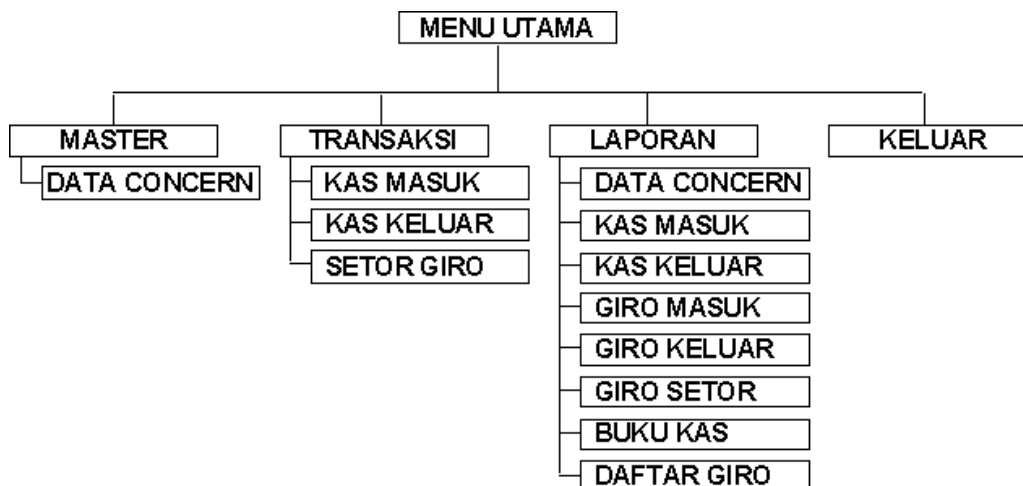 MENU UTAMA
MASTER
DATA CONCERN
TRANSAKSI
KAS MASUK
KAS KELUAR
SETOR GIRO
LAPORAN
DATA CONCERN
KAS MASUK
KAS KELUAR
GIRO MASUK
GIRO KELUAR
GIRO SETOR
BUKU KAS
DAFTAR GIRO
KELUAR